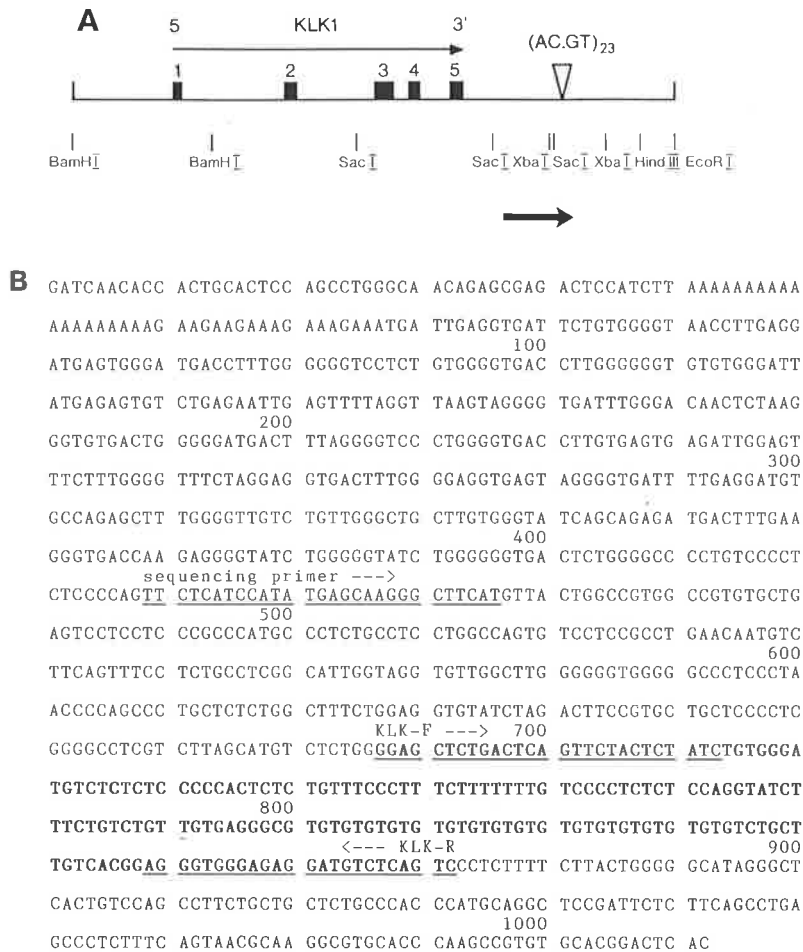 A
5 KLK1 3' (AC.GT)23
1 2 3 4 5
BamHI BamHI SacI SacI XbaI SacI XbaI HindIII EcoRI
B
GATCAACACC ACTGCACTCC AGCCTGGGCA ACAGAGCGAG ACTCCATCTT AAAAAAAAAA
AAAAAAAAAG AAGAAGAAAG AAAGAAATGA TTGAGGTGAT TCTGTGGGGT AACCTTGAGG
100
ATGAGTGGGA TGACCTTTGG GGGGTCCTCT GTGGGGTGAC CTTGGGGGGT GTGTGGGATT
ATGAGAGTGT CTGAGAATTG AGTTTTAGGT TAAGTAGGGG TGATTTGGGA CAACTCTAAG
200
GGTGTGACTG GGGGATGACT TTAGGGGTCC CTGGGGTGAC CTTGTGAGTG AGATTGGAGT
300
TTCTTTGGGG TTTCTAGGAG GTGACTTTGG GGAGGTGAGT AGGGGTGATT TTGAGGATGT
GCCAGAGCTT TGGGGTTGTC TGTTGGGCTG CTTGTGGGTA TCAGCAGAGA TGACTTTGAA
400
GGGTGACCAA GAGGGGTATC TGGGGGTATC TGGGGGGTGA CTCTGGGGCC CCTGTCCCCT
sequencing primer --->
CTCCCCAGTT CTCATCCATA TGAGCAAGGG CTTCATGTTA CTGGCCGTGG CCGTGTGCTG
500
AGTCCTCCTC CCGCCCATGC CCCTCTGCCTC CTGGCCAGTG TCCTCCGCCT GAACAATGTC
600
TTCAGTTTCC TCTGCCTCGG CATTGGTAGG TGTTGGCTTG GGGGGTGGGG GCCCTCCCTA
ACCCCAGCCC TGCTCTCTGG CTTTCTGGAG GTGTATCTAG ACTTCCGTGC TGCTCCCCTC
KLK-F ---> 700
GGGGCCTCGT CTTAGCATGT CTCTGGGGAG CTCTGACTCA GTTCTACTCT ATCTGTGGGA
TGTCTCTCTC CCCCACTCTC TGTTTCCCTT TCTTTTTTTG TCCCCTCTCT CCAGGTATCT
800
TTCTGTCTGT TGTGAGGGCG TGTGTGTGTG TGTGTGTGTG TGTGTGTGTG TGTGTCTGCT
<--- KLK-R 900
TGTCACGGAG GGTGGGAGAG GATGTCTCAG TCCCTCTTTT CTTACTGGGG GCATAGGGCT
CACTGTCCAG CCTTCTGCTG CTCTGCCCAC CCATGCAGGC TCCGATTCTC TTCAGCCTGA
1000
GCCCTCTTTC AGTAACGCAA GGCGTGCACC CAAGCCGTGT GCACGGACTC AC